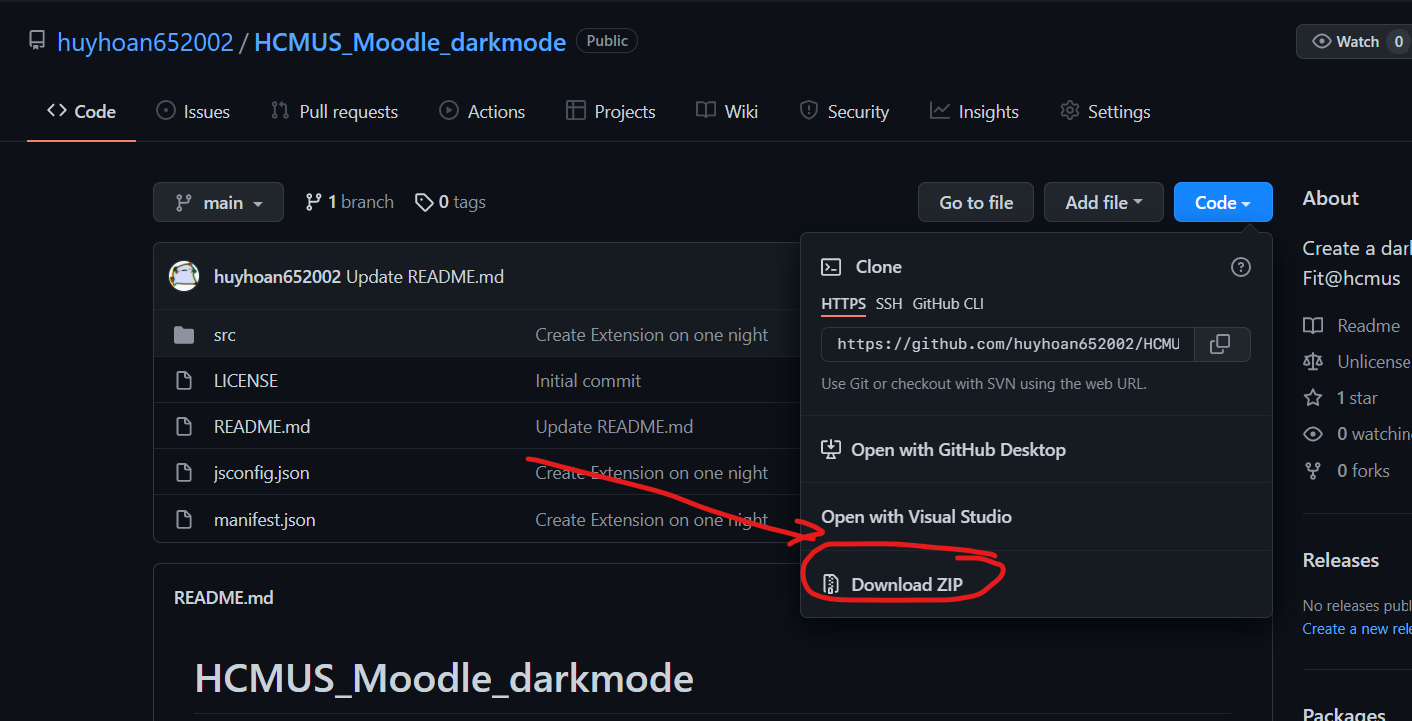 huyhoan652002 / HCMUS_Moodle_darkmode Public
Watch 0
Code Issues Pull requests Actions Projects Wiki Security Insights Settings
main 1 branch 0 tags Go to file Add file Code
huyhoan652002 Update README.md
src Create Extension on one night
LICENSE Initial commit
README.md Update README.md
jsconfig.json Create Extension on one night
manifest.json Create Extension on one night
README.md
HCMUS_Moodle_darkmode
Clone
HTTPS SSH GitHub CLI
https://github.com/huyhoan652002/HCMU
Use Git or checkout with SVN using the web URL.
Open with GitHub Desktop
Open with Visual Studio
Download ZIP
About
Create a dar
Fit@hcmus
Readme
Unlicense
1 star
0 watching
0 forks
Releases
No releases publ
Create a new rele
Packages